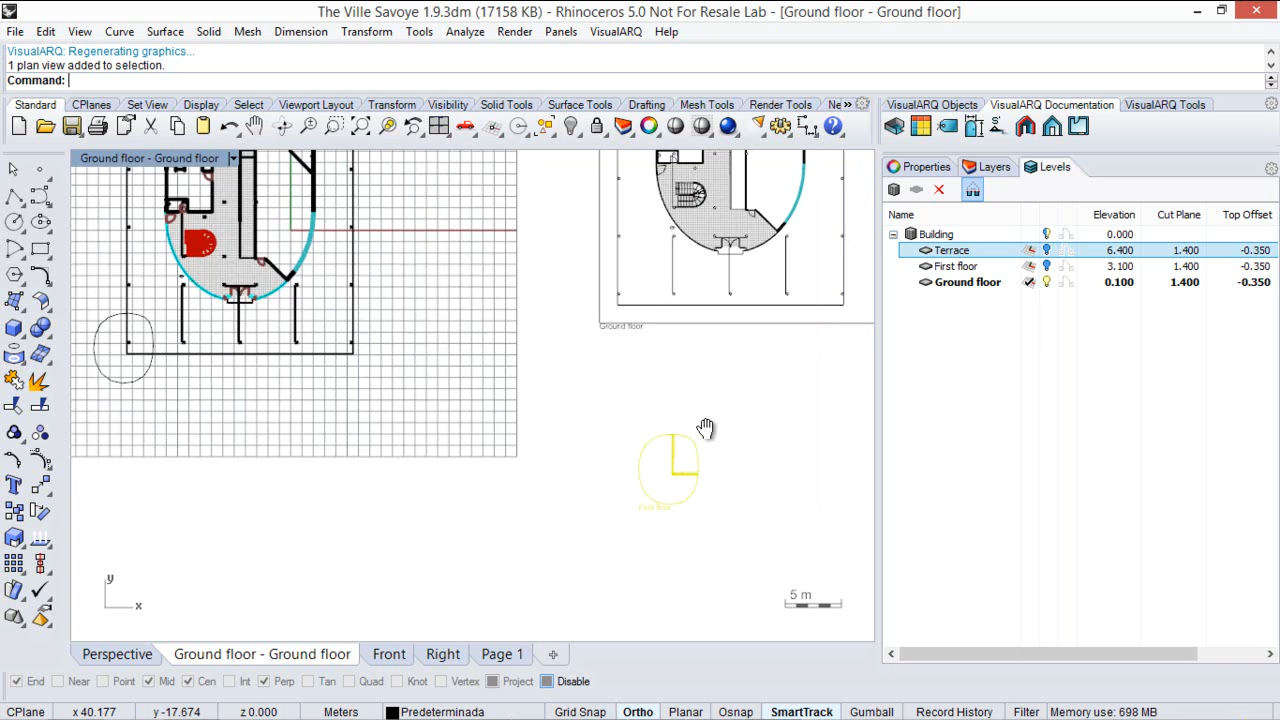 The Ville Savoye 1.9.3dm (17158 KB) - Rhinoceros 5.0 Not For Resale Lab - [Ground floor - Ground floor]
File Edit View Curve Surface Solid Mesh Dimension Transform Tools Analyze Render Panels VisualARQ Help
VisualARQ: Regenerating graphics...
1 plan view added to selection.
Command:
Standard CPlanes Set View Display Select Viewport Layout Transform Visibility Solid Tools Surface Tools Drafting Mesh Tools Render Tools Ne »
VisualARQ Objects VisualARQ Documentation VisualARQ Tools
Ground floor - Ground floor
Properties Layers Levels
Name Elevation Cut Plane Top Offset
Building 0.000
Terrace 6.400 1.400 -0.350
First floor 3.100 1.400 -0.350
Ground floor 0.100 1.400 -0.350
Ground floor
First floor
y
x
5 m
Perspective Ground floor - Ground floor Front Right Page 1
End Near Point Mid Cen Int Perp Tan Quad Knot Vertex Project Disable
CPlane x 40.177 y -17.674 z 0.000 Meters Predeterminada Grid Snap Ortho Planar Osnap SmartTrack Gumball Record History Filter Memory use: 698 MB